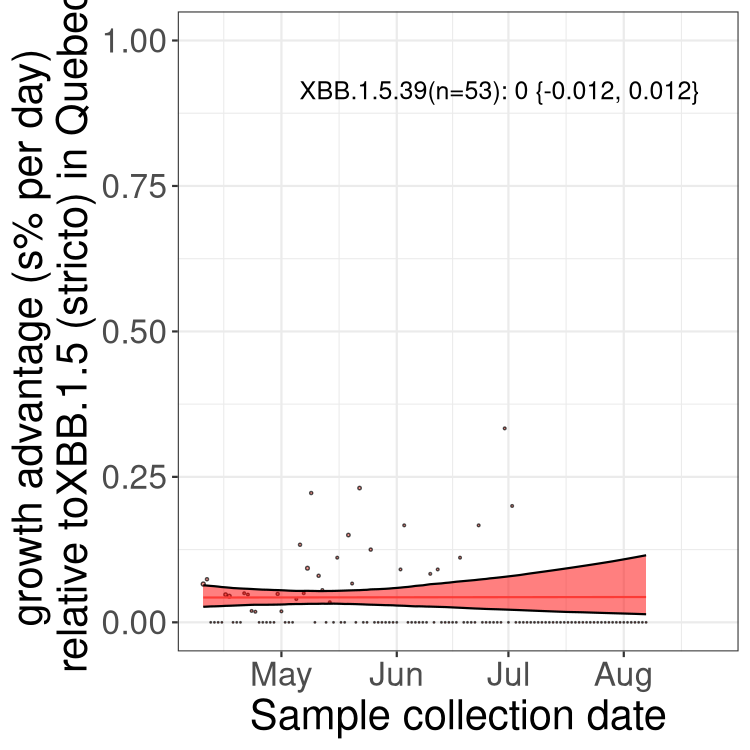 growth advantage (s% per day)
relative toXBB.1.5 (stricto) in Quebec
1.00
0.75
0.50
0.25
0.00
XBB.1.5.39(n=53): 0 {-0.012, 0.012}
May Jun Jul Aug
Sample collection date